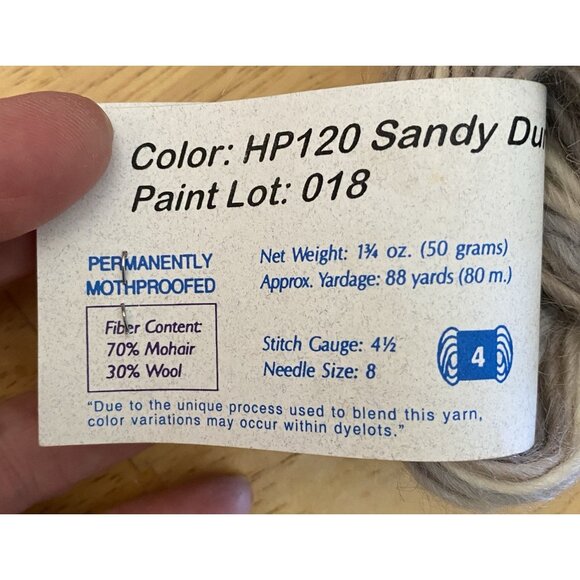 Color: HP120 Sandy
Paint Lot: 018
PERMANENTLY
MOTHPROOFED
Fiber Content:
70% Mohair
30% Wool
Net Weight: 1¾ oz. (50 grams)
Approx. Yardage: 88 yards (80 m.)
Stitch Gauge: 4½
Needle Size: 8
4
"Due to the unique process used to blend this yarn,
color variations may occur within dyelots."